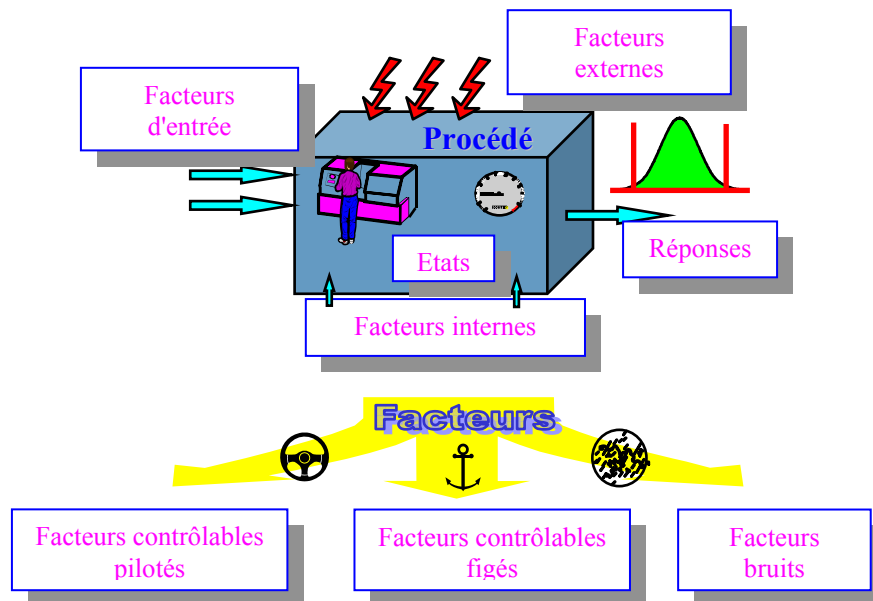 Facteurs
externes
Facteurs
d'entrée
Procédé
Réponses
Etats
Facteurs internes
Facteurs
Facteurs contrôlables
pilotés
Facteurs contrôlables
figés
Facteurs
bruits